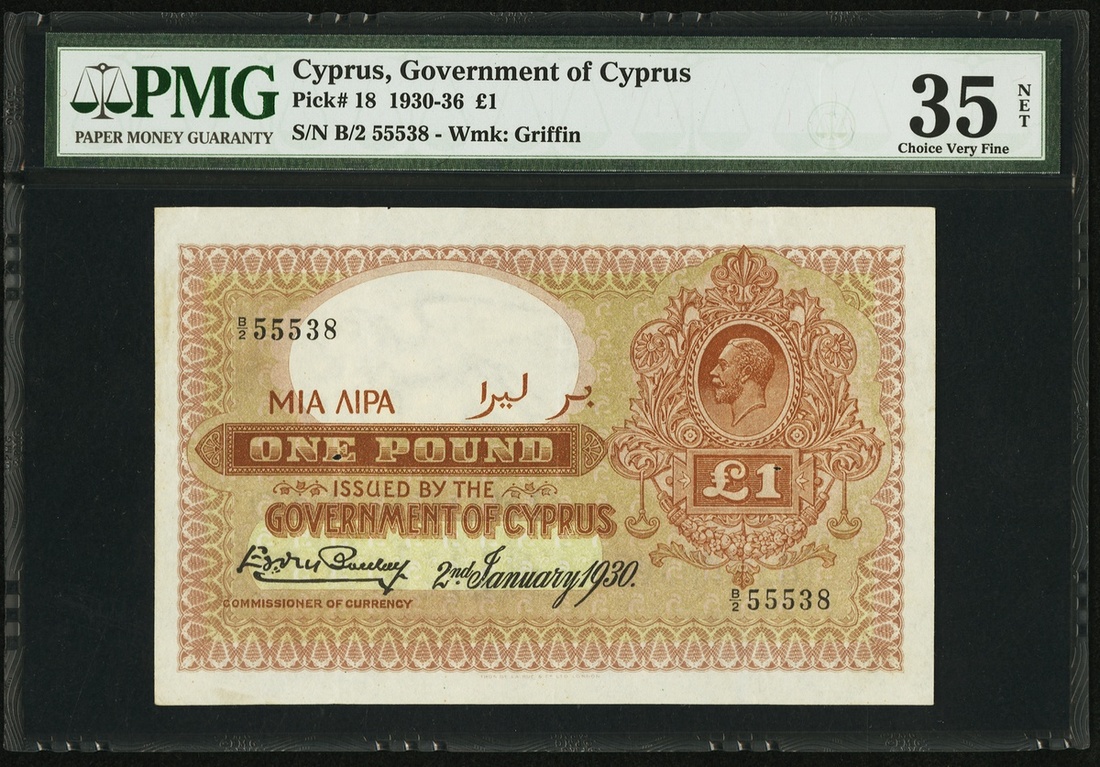 PMG
PAPER MONEY GUARANTY
Cyprus, Government of Cyprus
Pick# 18 1930-36 £1
S/N B/2 55538 - Wmk: Griffin
35
NET
Choice Very Fine
B/2 55538
ΜΙΑ ΛΙΡΑ بر ليرا
ONE POUND
£1
ISSUED BY THE
GOVERNMENT OF CYPRUS
2nd January 1930.
COMMISSIONER OF CURRENCY
B/2 55538